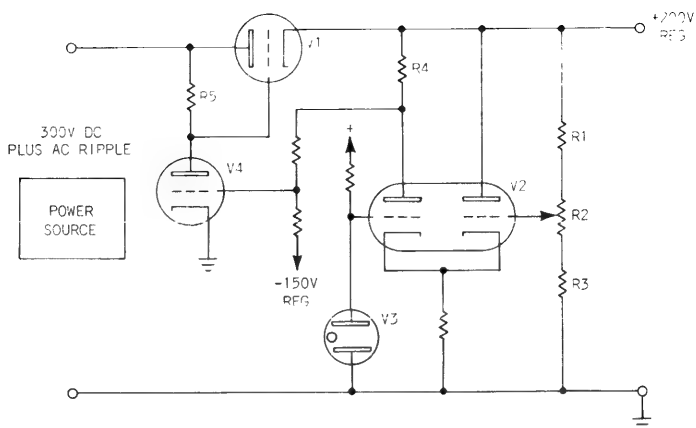 +200V
REG
V1
R4
R5
300V DC
PLUS AC RIPPLE
R1
+
V4
V2
POWER
SOURCE
R2
-150V
REG
R3
V3